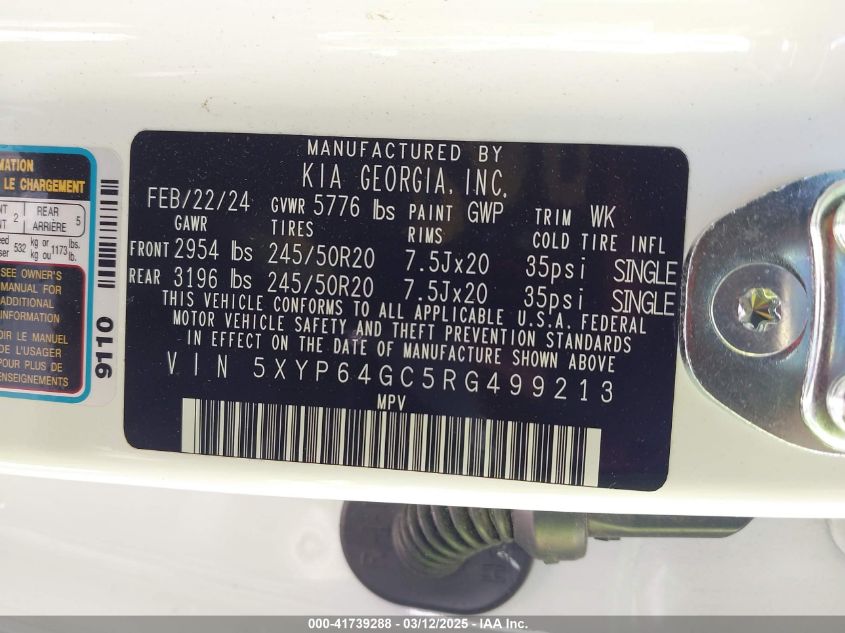 MANUFACTURED BY
KIA GEORGIA, INC.
FEB/22/24 GVWR 5776 lbs PAINT GWP TRIM WK
GAWR TIRES RIMS COLD TIRE INFL
FRONT 2954 lbs 245/50R20 7.5Jx20 35psi SINGLE
REAR 3196 lbs 245/50R20 7.5Jx20 35psi SINGLE
THIS VEHICLE CONFORMS TO ALL APPLICABLE U.S.A. FEDERAL
MOTOR VEHICLE SAFETY AND THEFT PREVENTION STANDARDS
IN EFFECT ON THE DATE OF MANUFACTURE SHOWN ABOVE
VIN 5XYP64GC5RG499213
MPV
LE CHARGEMENT
2 REAR ARRIÈRE 5
532 kg or kg ou 1173 lbs. lb.
SEE OWNER'S
MANUAL FOR
ADDITIONAL
INFORMATION
LE MANUEL
DE L'USAGER
POUR PLUS DE
9110
000-41739288 - 03/12/2025 - IAA Inc.